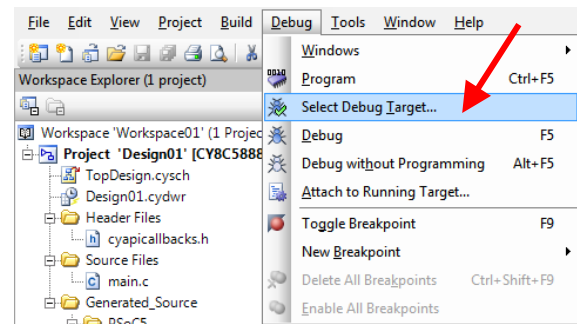 File Edit View Project Build Debug Tools Window Help
Workspace Explorer (1 project)
Workspace 'Workspace01' (1 Projec
Project 'Design01' [CY8C5888
TopDesign.cysch
Design01.cydwr
Header Files
cyapicallbacks.h
Source Files
main.c
Generated_Source
PSoC5
Windows
Program Ctrl+F5
Select Debug Target...
Debug F5
Debug without Programming Alt+F5
Attach to Running Target...
Toggle Breakpoint F9
New Breakpoint
Delete All Breakpoints Ctrl+Shift+F9
Enable All Breakpoints